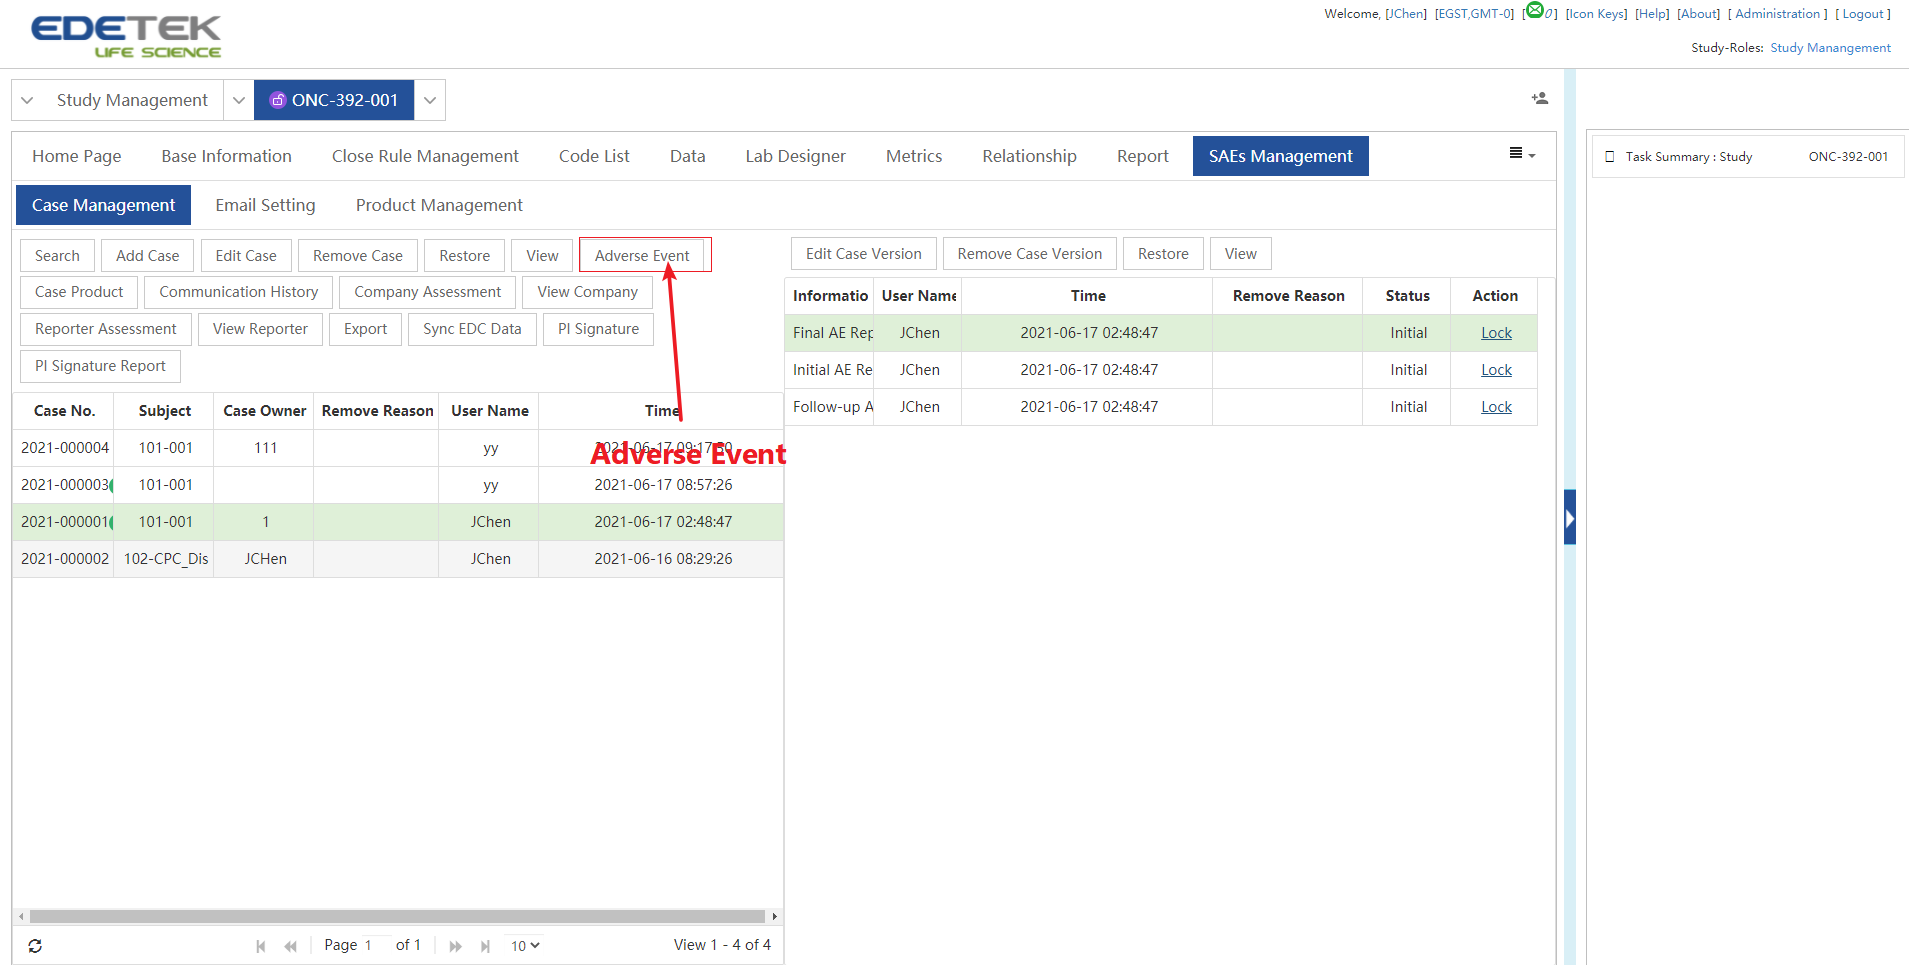 EDETEK
LIFE SCIENCE
Welcome, [JChen] [EGST,GMT-0] [ 0 ] [Icon Keys] [Help] [About] [ Administration ] [ Logout ]
Study-Roles: Study Manangement
Study Management ONC-392-001
Home Page Base Information Close Rule Management Code List Data Lab Designer Metrics Relationship Report SAEs Management
Task Summary : Study ONC-392-001
Case Management Email Setting Product Management
Search Add Case Edit Case Remove Case Restore View Adverse Event
Case Product Communication History Company Assessment View Company
Reporter Assessment View Reporter Export Sync EDC Data PI Signature
PI Signature Report
Case No. Subject Case Owner Remove Reason User Name Time
2021-000004 101-001 111 yy 2021-06-17 09:17:50
Adverse Event
2021-000003 101-001 yy 2021-06-17 08:57:26
2021-000001 101-001 1 JChen 2021-06-17 02:48:47
2021-000002 102-CPC_Dis JCHen JChen 2021-06-16 08:29:26
Page 1 of 1 10 View 1 - 4 of 4
Edit Case Version Remove Case Version Restore View
Informatio User Name Time Remove Reason Status Action
Final AE Rep JChen 2021-06-17 02:48:47 Initial Lock
Initial AE Re JChen 2021-06-17 02:48:47 Initial Lock
Follow-up A JChen 2021-06-17 02:48:47 Initial Lock